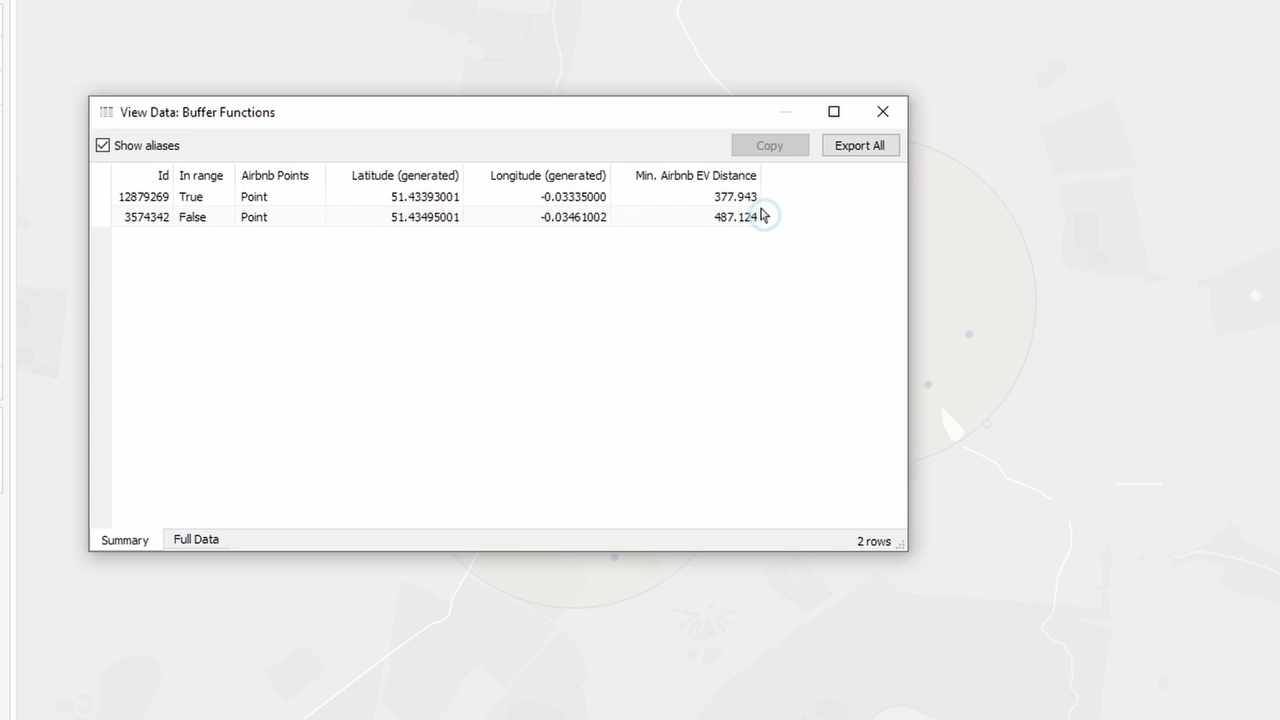 View Data: Buffer Functions
Show aliases
Copy
Export All
Id In range Airbnb Points Latitude (generated) Longitude (generated) Min. Airbnb EV Distance
12879269 True Point 51.43393001 -0.03335000 377.943
3574342 False Point 51.43495001 -0.03461002 487.124
Summary Full Data 2 rows